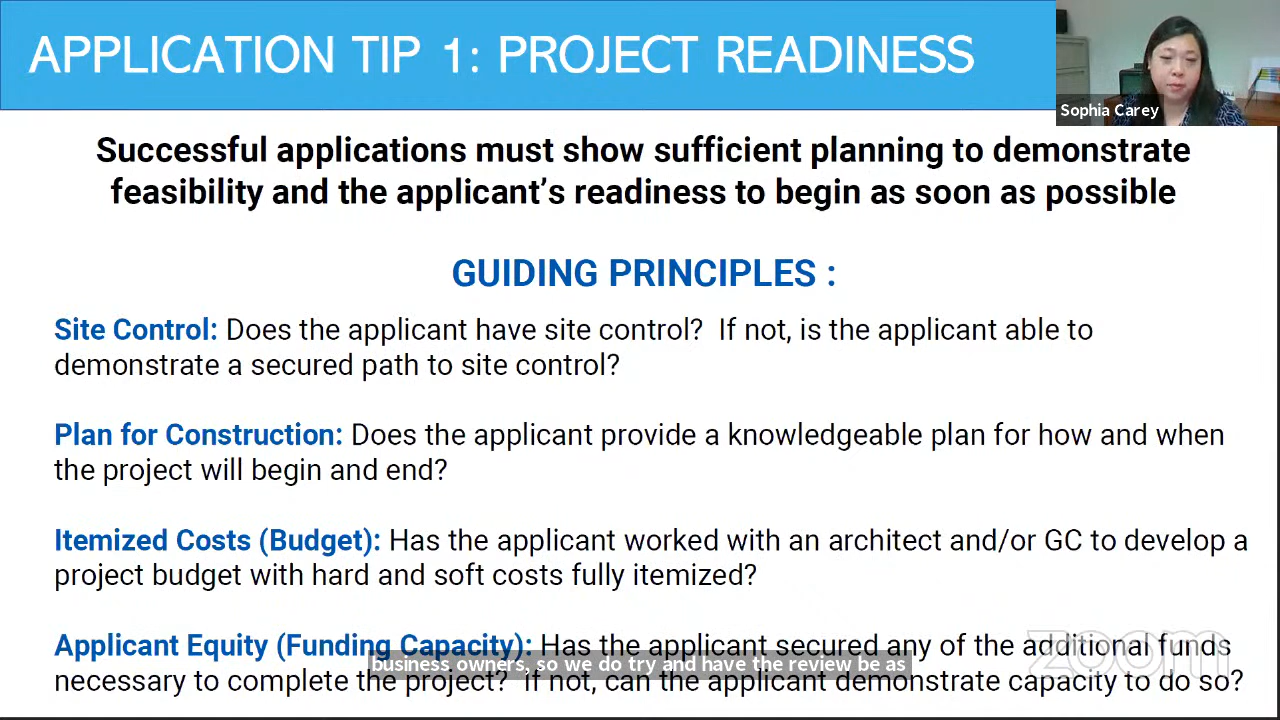 APPLICATION TIP 1: PROJECT READINESS
Sophia Carey
Successful applications must show sufficient planning to demonstrate
feasibility and the applicant’s readiness to begin as soon as possible
GUIDING PRINCIPLES :
Site Control: Does the applicant have site control?  If not, is the applicant able to
demonstrate a secured path to site control?
Plan for Construction: Does the applicant provide a knowledgeable plan for how and when
the project will begin and end?
Itemized Costs (Budget): Has the applicant worked with an architect and/or GC to develop a
project budget with hard and soft costs fully itemized?
Applicant Equity (Funding Capacity): Has the applicant secured any of the additional funds
business owners, so we do try and have the review be as
necessary to complete the project?  If not, can the applicant demonstrate capacity to do so?
zoom